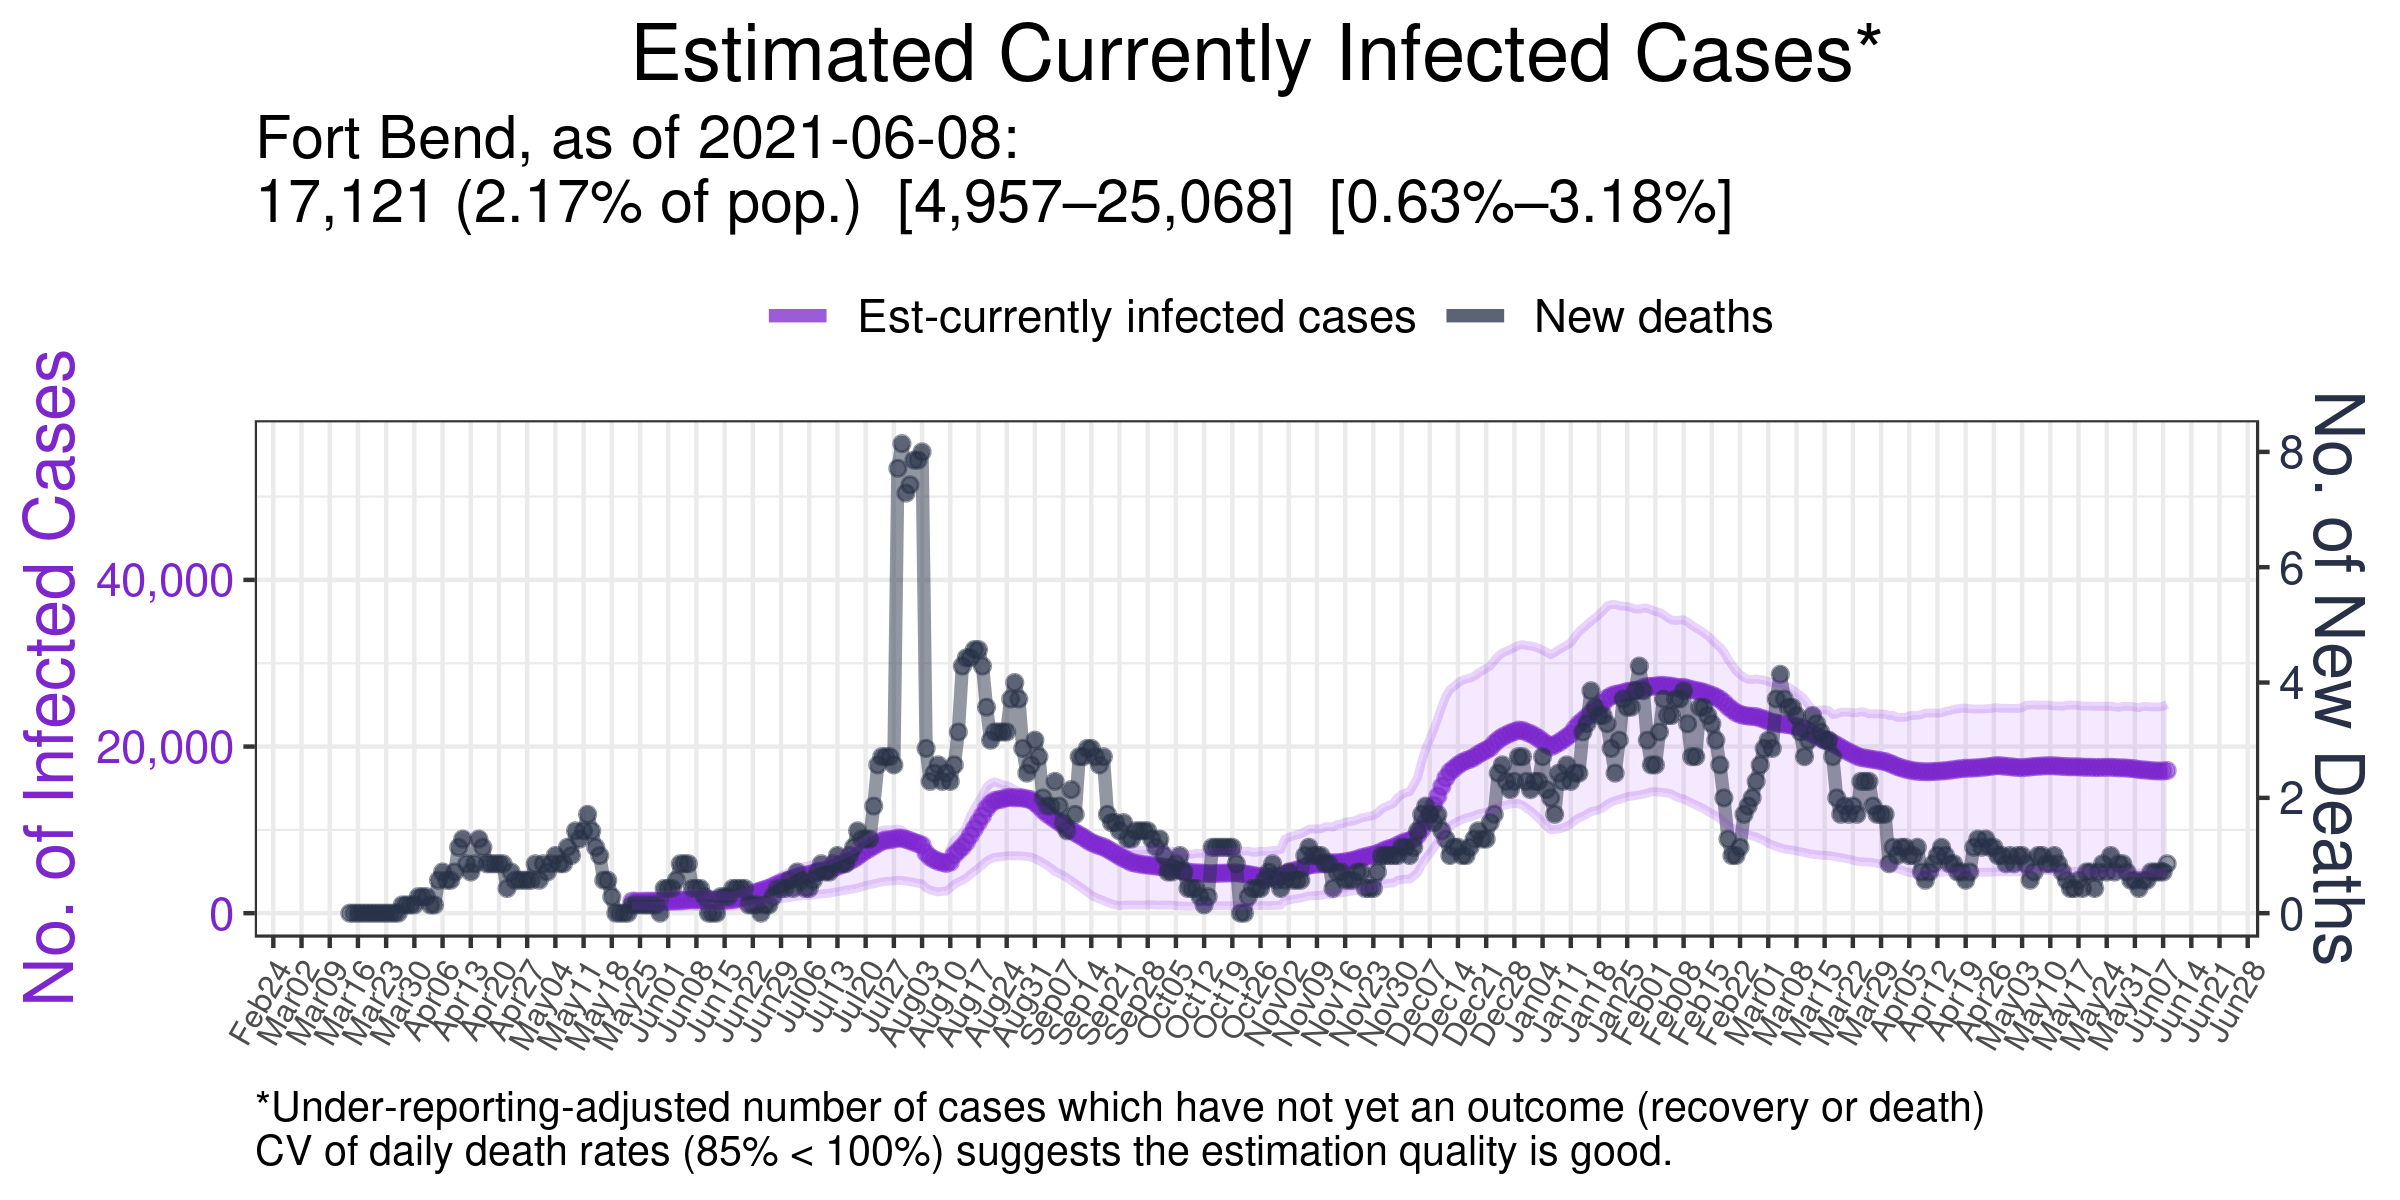 Estimated Currently Infected Cases*
Fort Bend, as of 2021-06-08:
17,121 (2.17% of pop.)  [4,957–25,068]  [0.63%–3.18%]
Est-currently infected cases
New deaths
No. of Infected Cases
40,000
20,000
0
8
6
4
2
0
No. of New Deaths
Feb24
Mar02
Mar09
Mar16
Mar23
Mar30
Apr06
Apr13
Apr20
Apr27
May04
May11
May18
May25
Jun01
Jun08
Jun15
Jun22
Jun29
Jul06
Jul13
Jul20
Jul27
Aug03
Aug10
Aug17
Aug24
Aug31
Sep07
Sep14
Sep21
Sep28
Oct05
Oct12
Oct19
Oct26
Nov02
Nov09
Nov16
Nov23
Nov30
Dec07
Dec14
Dec21
Dec28
Jan04
Jan11
Jan18
Jan25
Feb01
Feb08
Feb15
Feb22
Mar01
Mar08
Mar15
Mar22
Mar29
Apr05
Apr12
Apr19
Apr26
May03
May10
May17
May24
May31
Jun07
Jun14
Jun21
Jun28
*Under-reporting-adjusted number of cases which have not yet an outcome (recovery or death)
CV of daily death rates (85% < 100%) suggests the estimation quality is good.